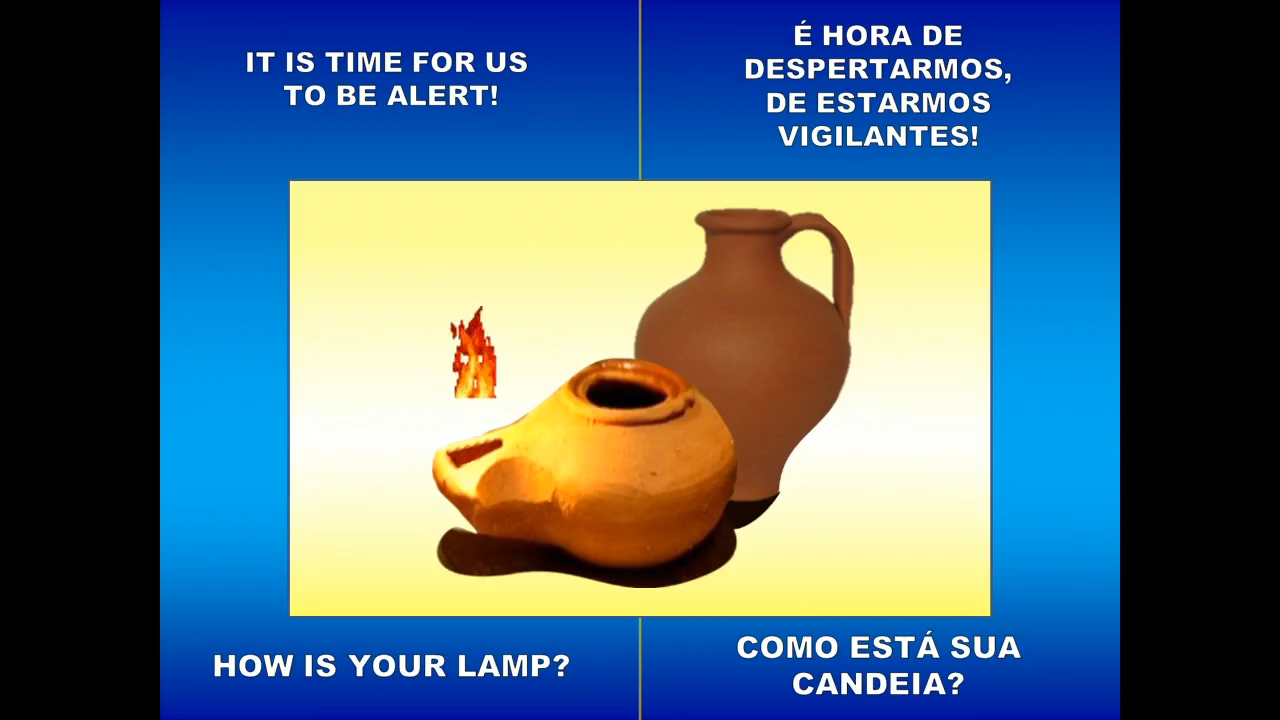 IT IS TIME FOR US
TO BE ALERT!
É HORA DE
DESPERTARMOS,
DE ESTARMOS
VIGILANTES!
HOW IS YOUR LAMP?
COMO ESTÁ SUA
CANDEIA?